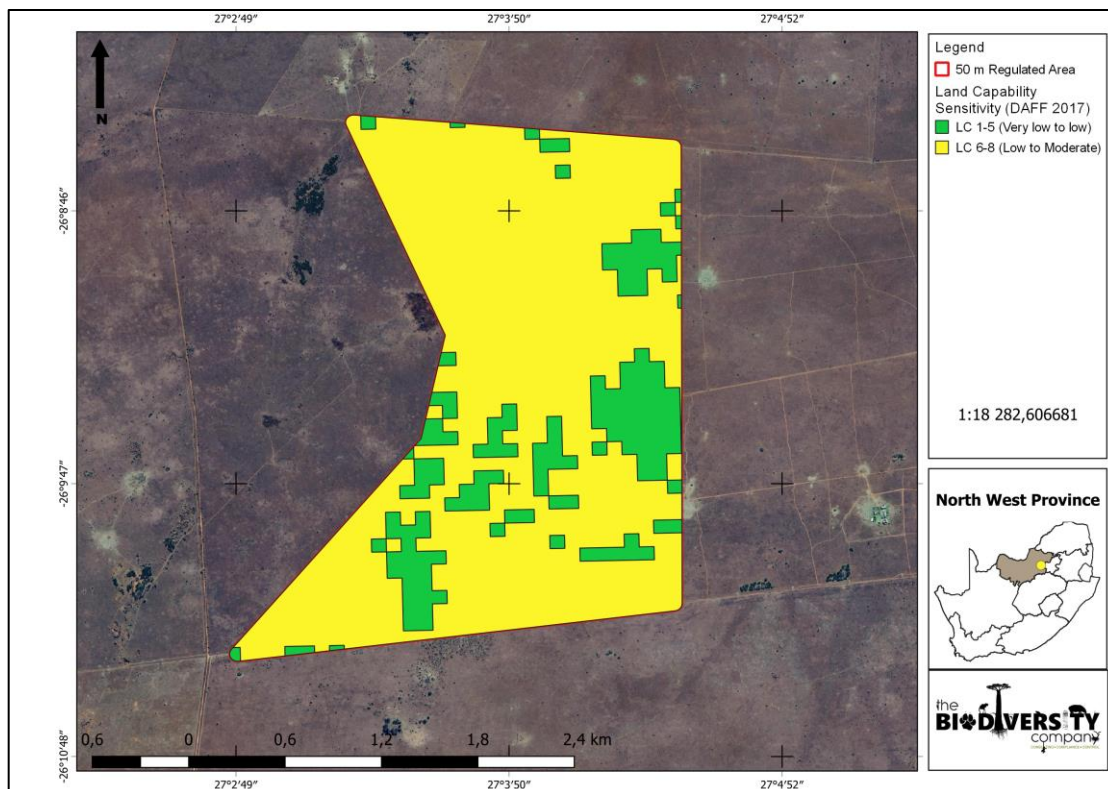 27°2'49" 27°3'50" 27°4'52"
N
-26°8'46"
-26°9'47"
-26°10'48"
0,6 0 0,6 1,2 1,8 2,4 km
27°2'49" 27°3'50" 27°4'52"
Legend
50 m Regulated Area
Land Capability
Sensitivity (DAFF 2017)
LC 1-5 (Very low to low)
LC 6-8 (Low to Moderate)
1:18 282,606681
North West Province
the
BIODIVERSITY
company